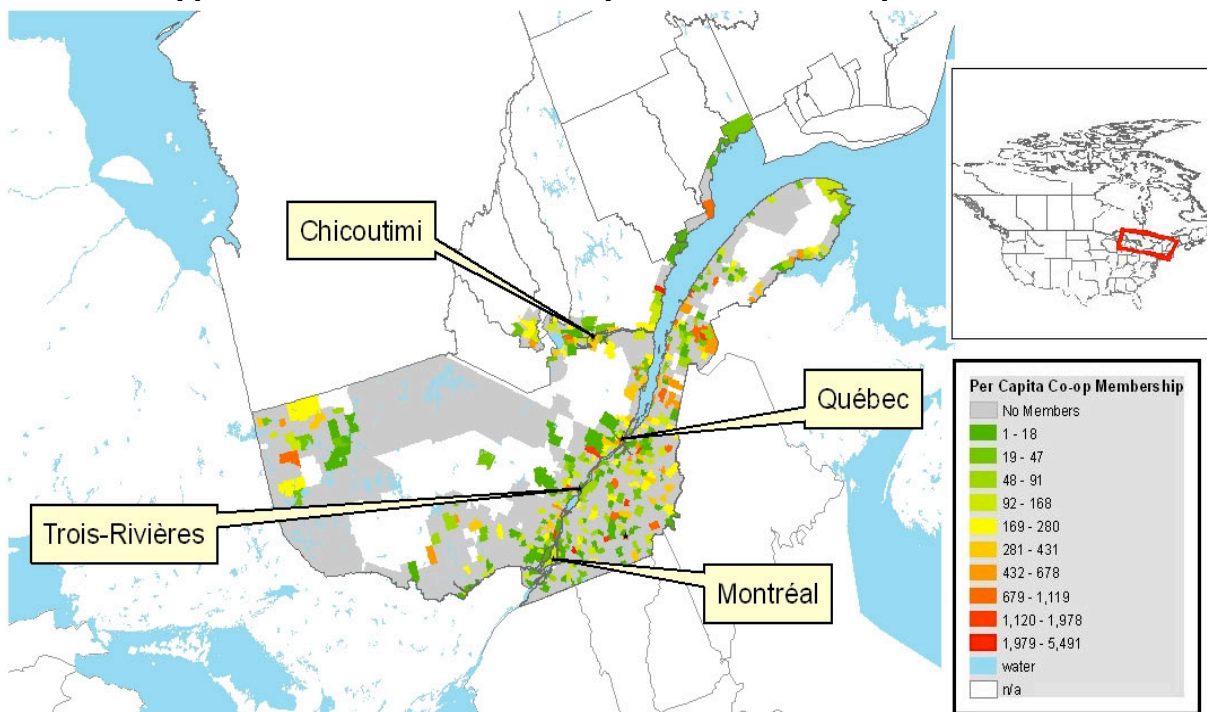 Chicoutimi
Québec
Trois-Rivières
Montréal
Per Capita Co-op Membership
No Members
1 - 18
19 - 47
48 - 91
92 - 168
169 - 280
281 - 431
432 - 678
679 - 1,119
1,120 - 1,978
1,979 - 5,491
water
n/a